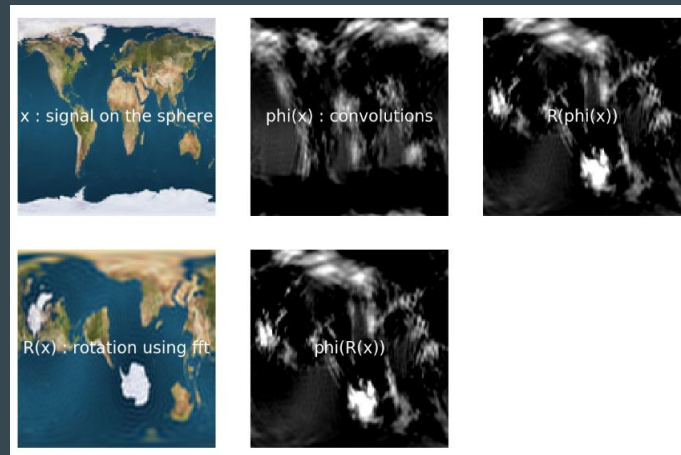 x : signal on the sphere
phi(x) : convolutions
R(phi(x))
R(x) : rotation using fft
phi(R(x))